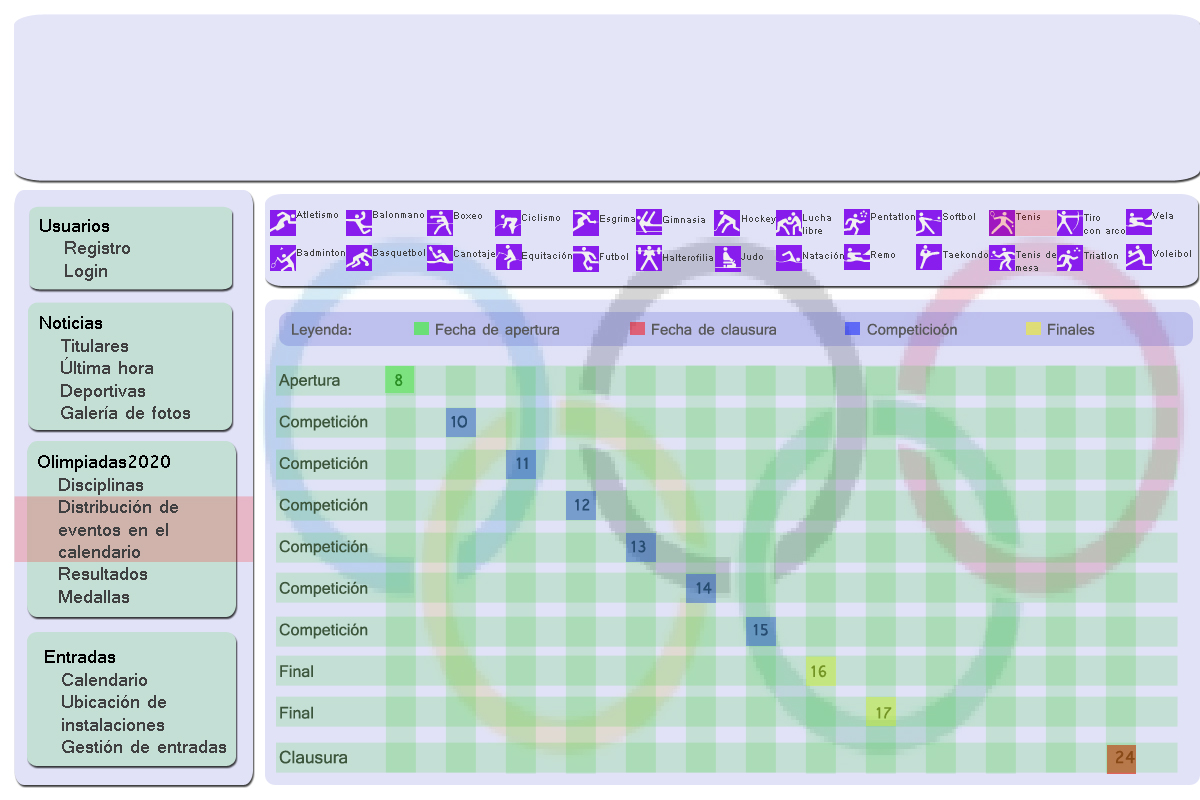 Usuarios
Registro
Login
Noticias
Titulares
Última hora
Deportivas
Galería de fotos
Olimpiadas2020
Disciplinas
Distribución de
eventos en el
calendario
Resultados
Medallas
Entradas
Calendario
Ubicación de
instalaciones
Gestión de entradas
Atletismo Balonmano Boxeo Ciclismo Esgrima Gimnasia Hockey Lucha libre Pentatlon Softbol Tenis Tiro con arco Vela
Badminton Basquetbol Canotaje Equitación Futbol Halterofilia Judo Natación Remo Taekondo Tenis de mesa Triatlon Voleibol
Leyenda: Fecha de apertura Fecha de clausura Competicioón Finales
Apertura 8
Competición 10
Competición 11
Competición 12
Competición 13
Competición 14
Competición 15
Final 16
Final 17
Clausura 24